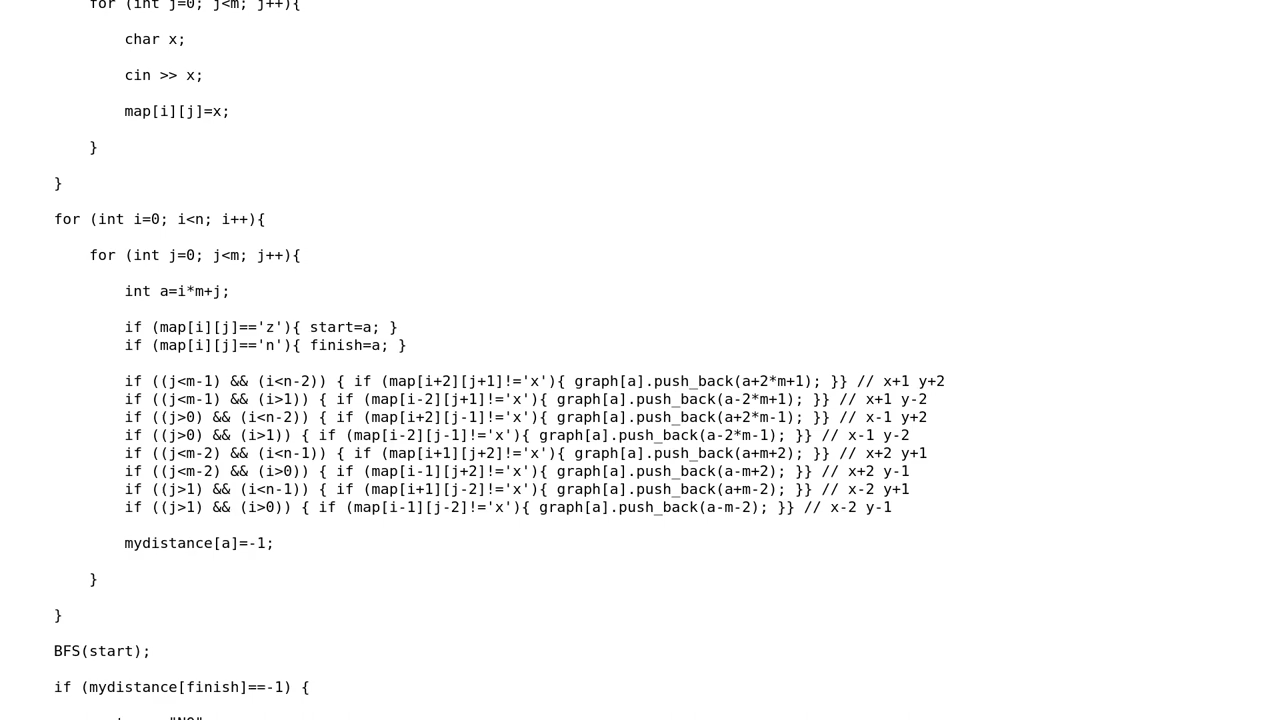 for (int j=0; j<m; j++){
char x;
cin >> x;
map[i][j]=x;
}
}
for (int i=0; i<n; i++){
for (int j=0; j<m; j++){
int a=i*m+j;
if (map[i][j]=='z'){ start=a; }
if (map[i][j]=='n'){ finish=a; }
if ((j<m-1) && (i<n-2)) { if (map[i+2][j+1]!='x'){ graph[a].push_back(a+2*m+1); }} // x+1 y+2
if ((j<m-1) && (i>1)) { if (map[i-2][j+1]!='x'){ graph[a].push_back(a-2*m+1); }} // x+1 y-2
if ((j>0) && (i<n-2)) { if (map[i+2][j-1]!='x'){ graph[a].push_back(a+2*m-1); }} // x-1 y+2
if ((j>0) && (i>1)) { if (map[i-2][j-1]!='x'){ graph[a].push_back(a-2*m-1); }} // x-1 y-2
if ((j<m-2) && (i<n-1)) { if (map[i+1][j+2]!='x'){ graph[a].push_back(a+m+2); }} // x+2 y+1
if ((j<m-2) && (i>0)) { if (map[i-1][j+2]!='x'){ graph[a].push_back(a-m+2); }} // x+2 y-1
if ((j>1) && (i<n-1)) { if (map[i+1][j-2]!='x'){ graph[a].push_back(a+m-2); }} // x-2 y+1
if ((j>1) && (i>0)) { if (map[i-1][j-2]!='x'){ graph[a].push_back(a-m-2); }} // x-2 y-1
mydistance[a]=-1;
}
}
BFS(start);
if (mydistance[finish]==-1) {